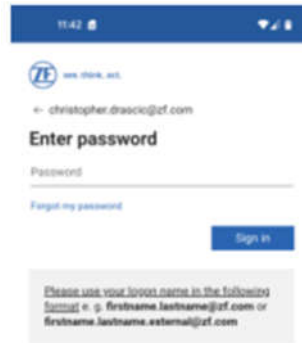 11:42
ZF see. think. act.
← christopher.drascic@zf.com
Enter password
Password
Forgot my password
Sign in
Please use your logon name in the following
format e. g. firstname.lastname@zf.com or
firstname.lastname.external@zf.com